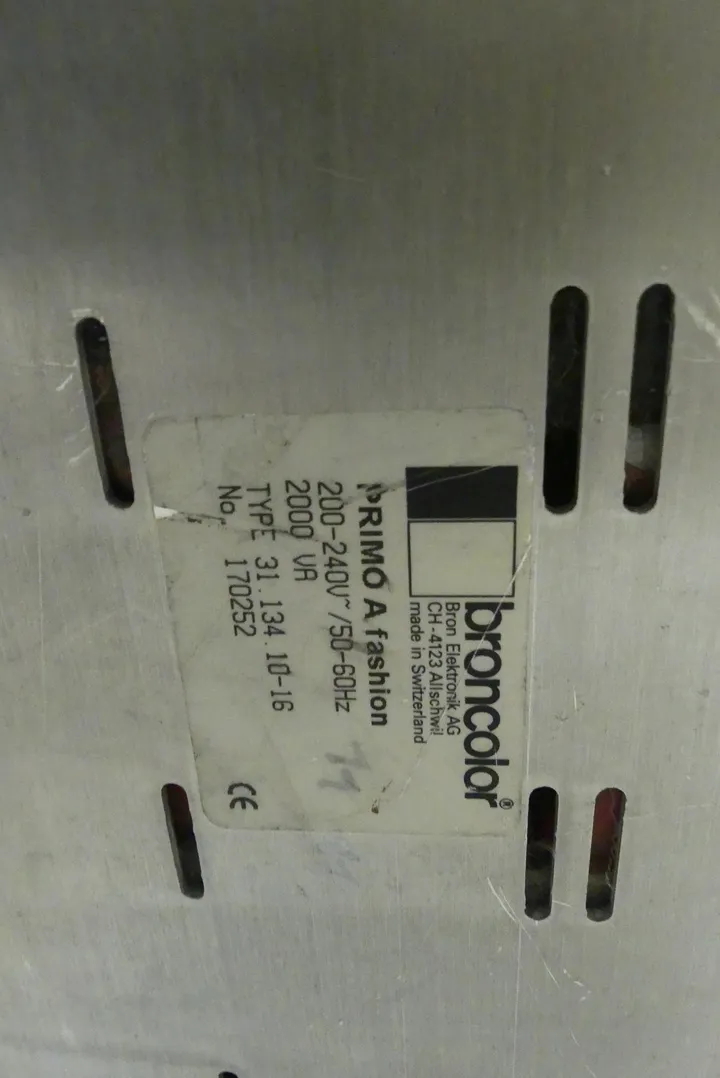 broncolor®
Bron Elektronik AG
CH-4123 Allschwil
made in Switzerland
PRIMO A fashion
200-240V~/50-60Hz
2000 VA
TYPE 31.134.10-16
No. 170252
CE